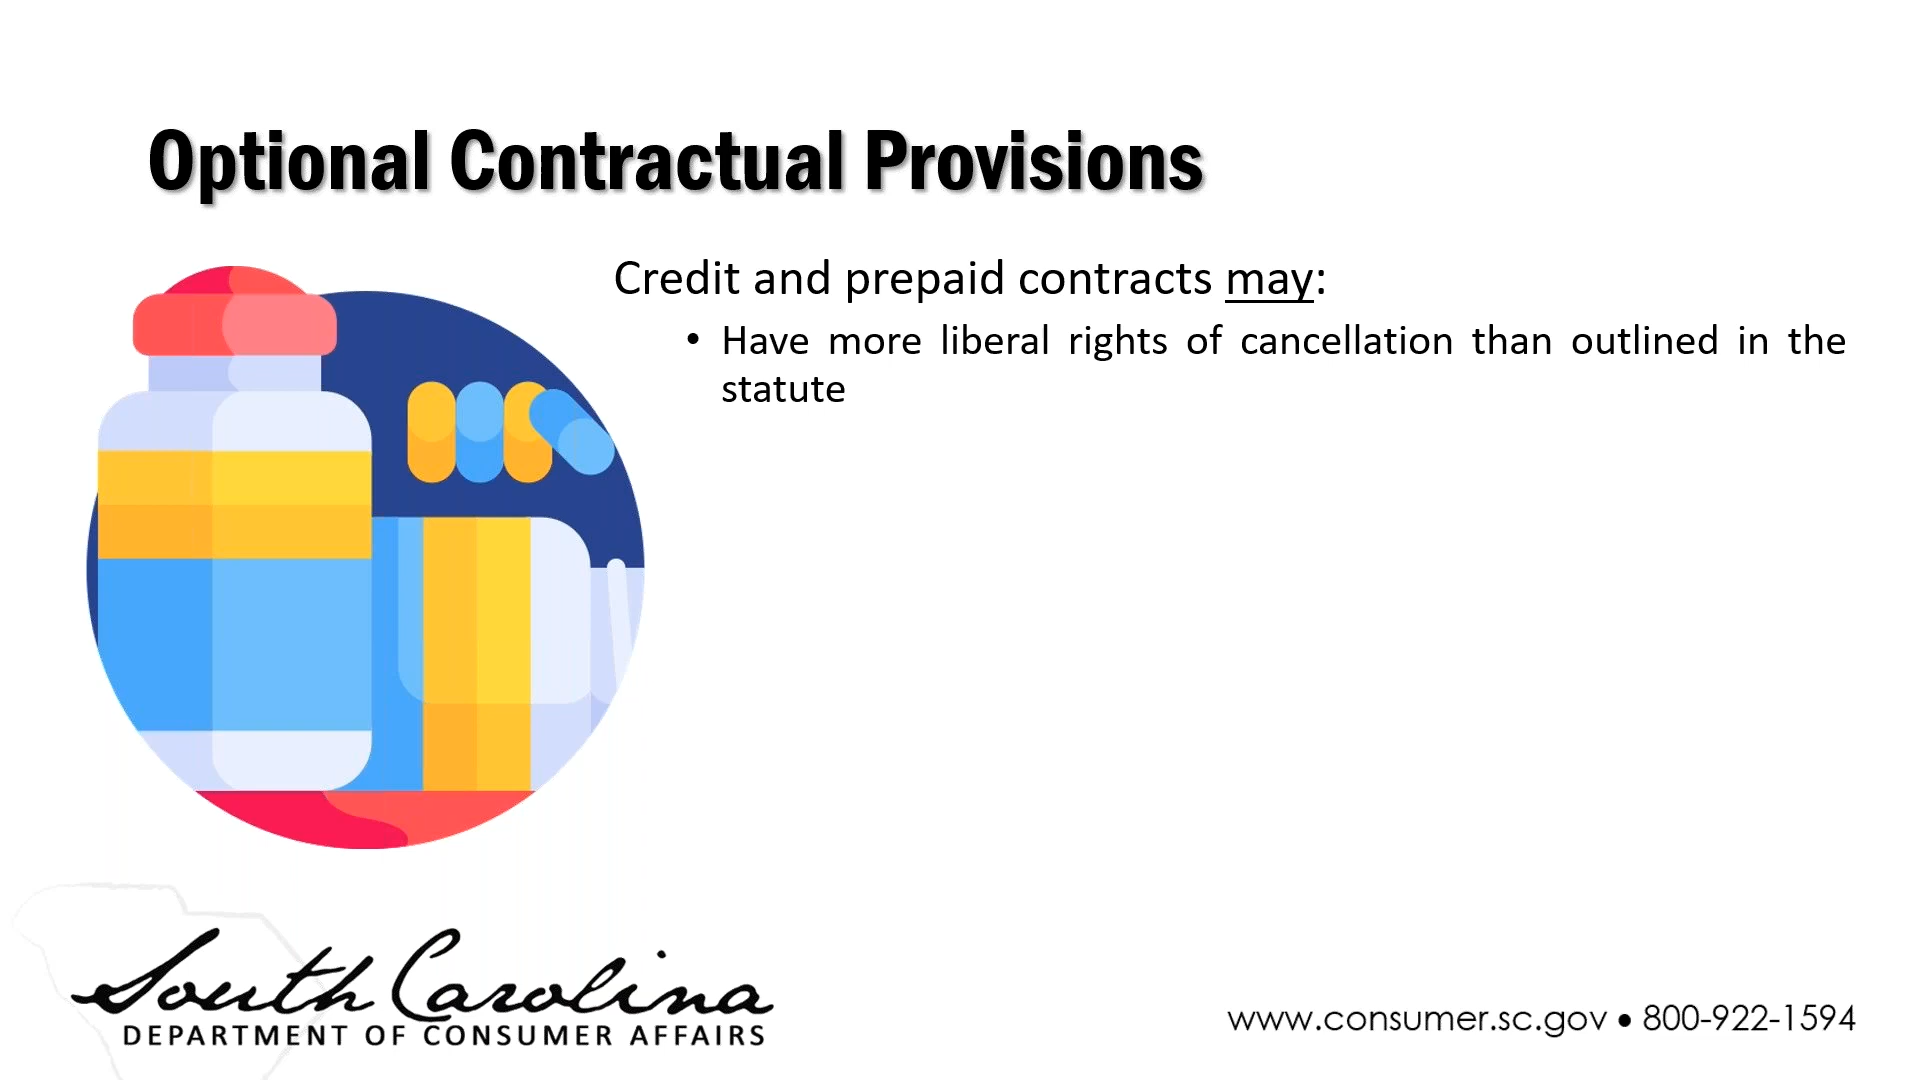 Optional Contractual Provisions
Credit and prepaid contracts may:
• Have more liberal rights of cancellation than outlined in the
statute
South Carolina
DEPARTMENT OF CONSUMER AFFAIRS
www.consumer.sc.gov • 800-922-1594